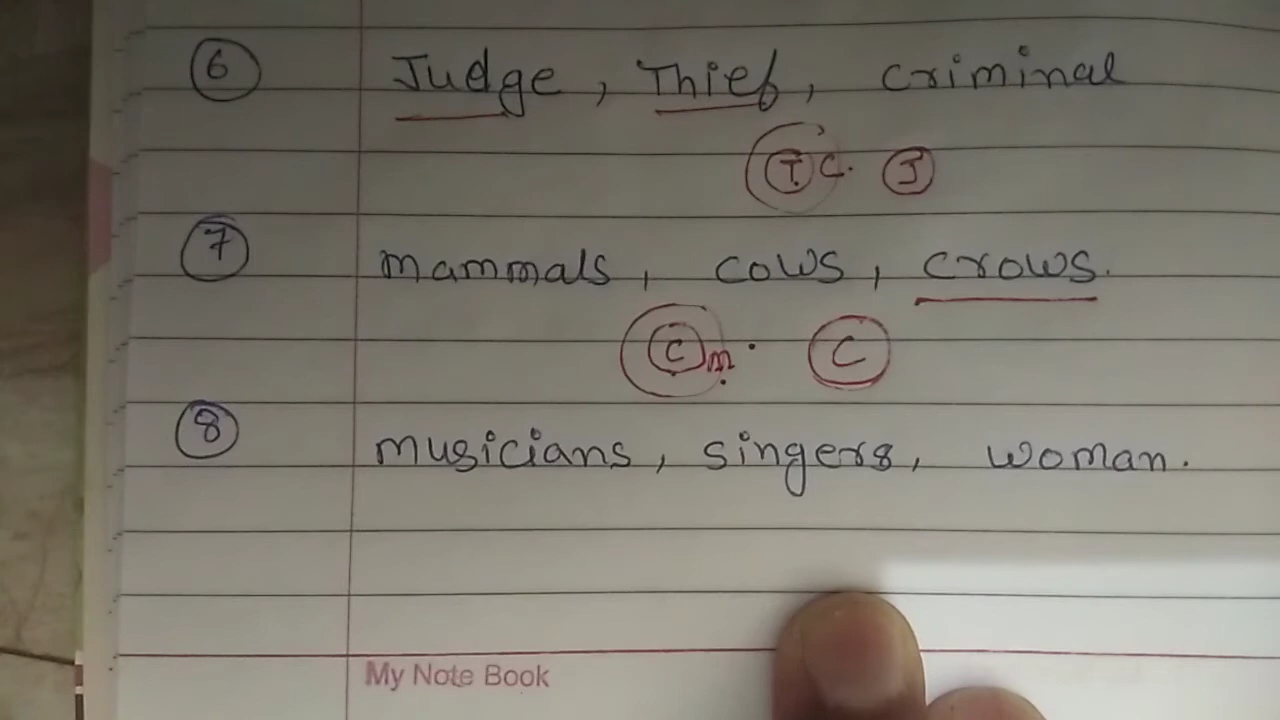 6 Judge, Thief, criminal
T C. J
7 mammals, cows, crows.
C m. C
8 musicians, singers, woman.
My Note Book